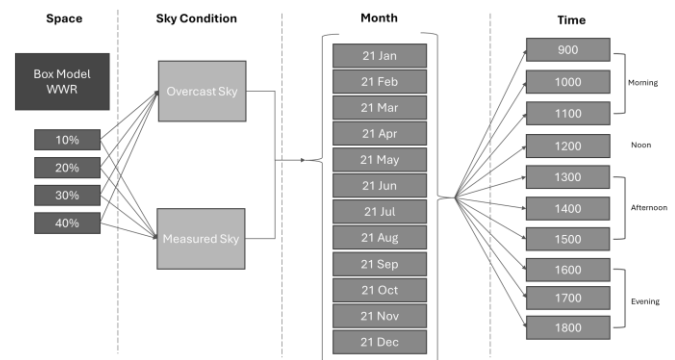 Space
Sky Condition
Month
Time
Box Model
WWR
10%
20%
30%
40%
Overcast Sky
Measured Sky
21 Jan
21 Feb
21 Mar
21 Apr
21 May
21 Jun
21 Jul
21 Aug
21 Sep
21 Oct
21 Nov
21 Dec
900
1000
1100
1200
1300
1400
1500
1600
1700
1800
Morning
Noon
Afternoon
Evening